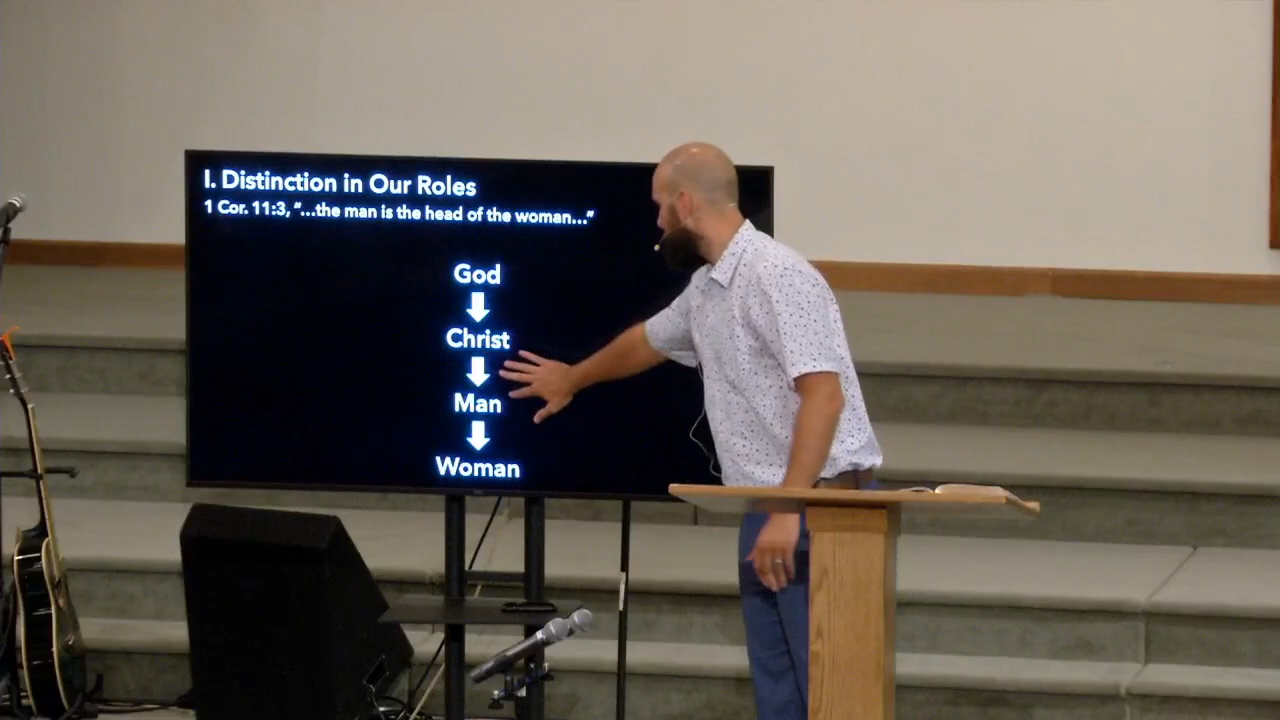 I. Distinction in Our Roles
1 Cor. 11:3, "...the man is the head of the woman..."
God
Christ
Man
Woman